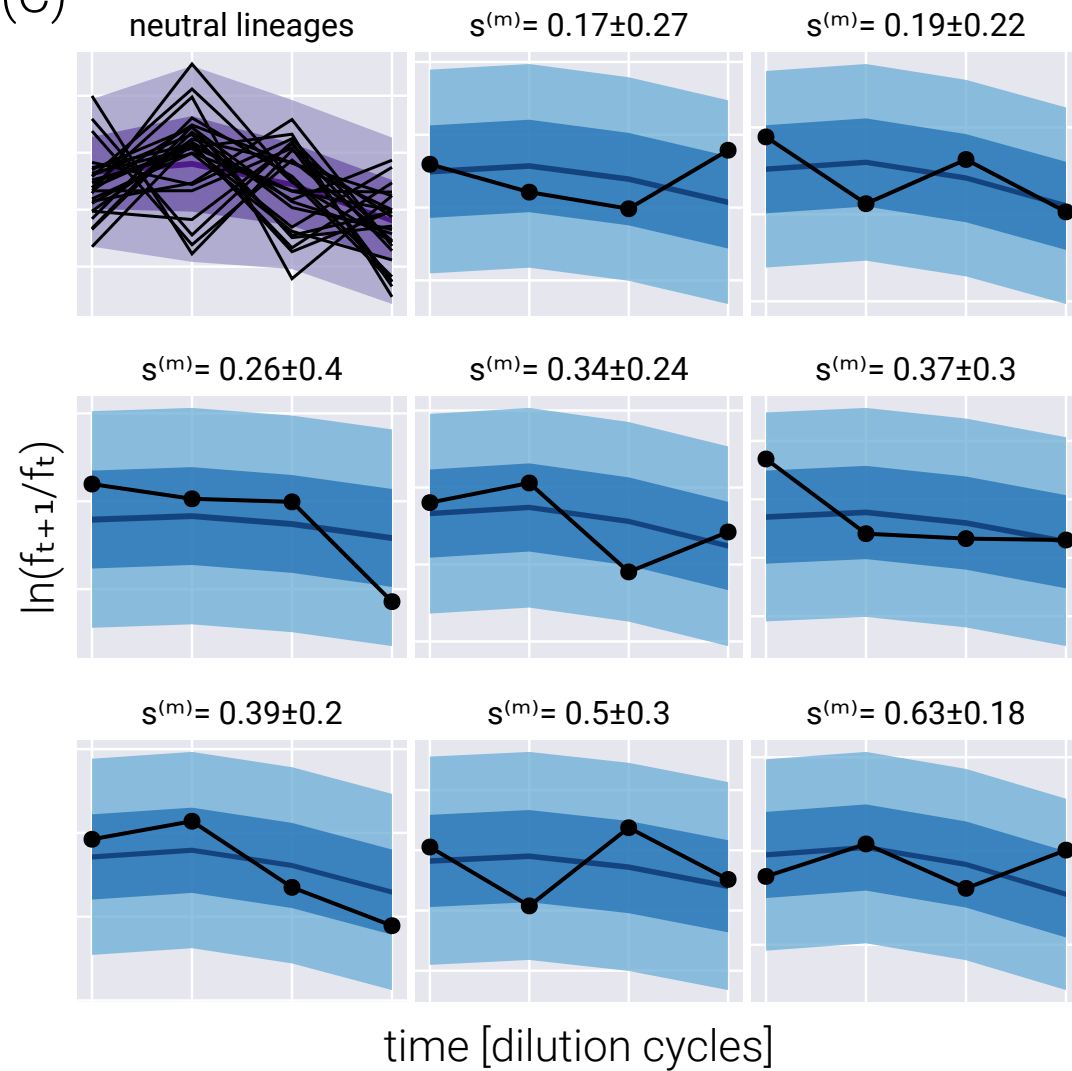 (C)
neutral lineages
s⁽ᵐ⁾= 0.17±0.27
s⁽ᵐ⁾= 0.19±0.22
s⁽ᵐ⁾= 0.26±0.4
s⁽ᵐ⁾= 0.34±0.24
s⁽ᵐ⁾= 0.37±0.3
ln(fₜ₊₁/fₜ)
s⁽ᵐ⁾= 0.39±0.2
s⁽ᵐ⁾= 0.5±0.3
s⁽ᵐ⁾= 0.63±0.18
time [dilution cycles]